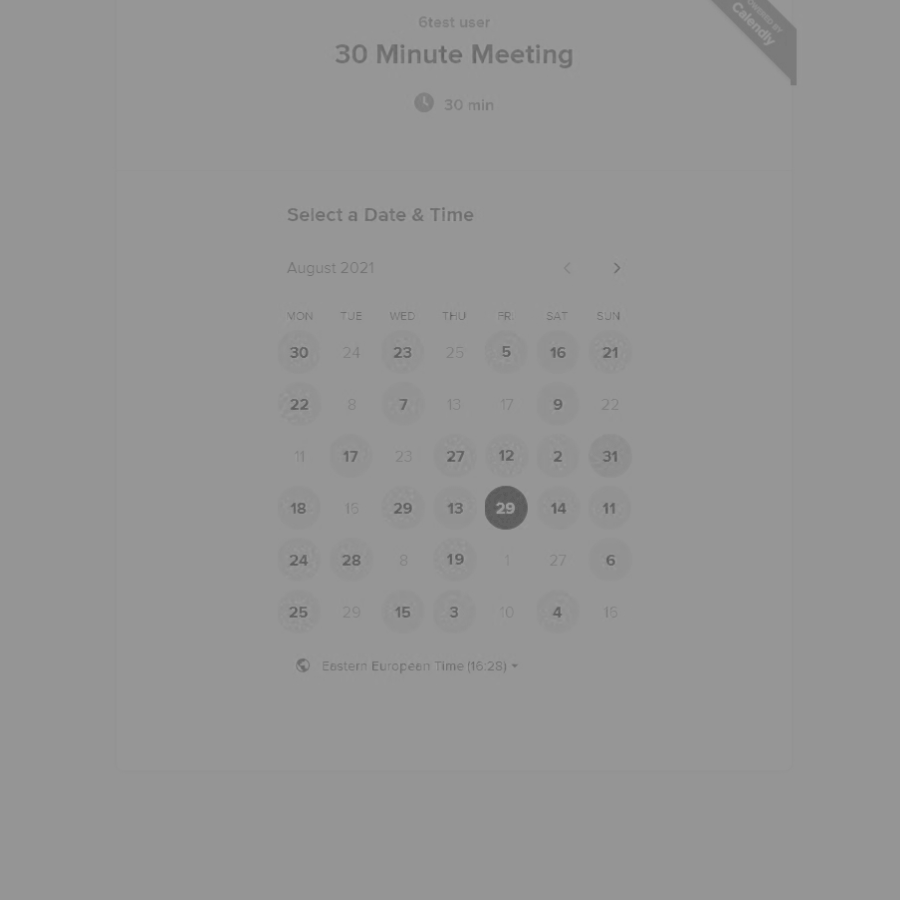 6test user
30 Minute Meeting
30 min
POWERED BY
Calendly
Select a Date & Time
August 2021
MON TUE WED THU FRI SAT SUN
30 24 23 25 5 16 21
22 8 7 13 17 9 22
11 17 23 27 12 2 31
18 16 29 13 29 14 11
24 28 8 19 1 27 6
25 29 15 3 10 4 16
Eastern European Time (16:28)